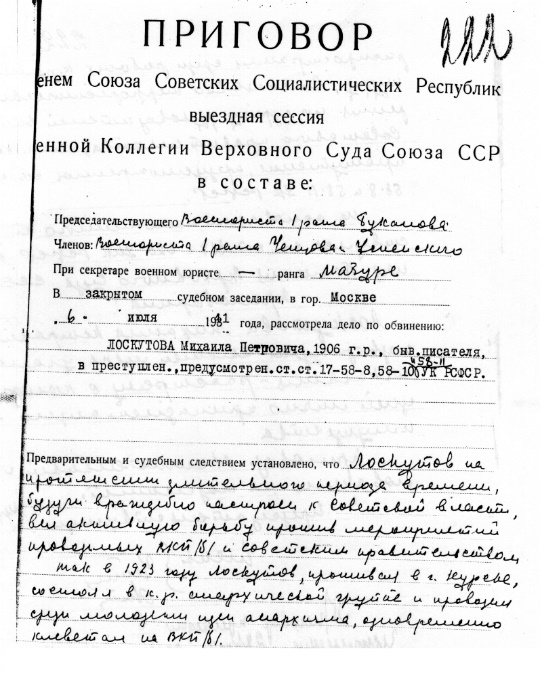 ПРИГОВОР
222
енем Союза Советских Социалистических Республик
выездная сессия
енной Коллегии Верховного Суда Союза ССР
в составе:
Председательствующего Военюриста 1 ранга Буканова
Членов: Военюриста 1 ранга Чепцова и Успенского
При секретаре военном юристе — ранга Мазуре
В закрытом судебном заседании, в гор. Москве
„6" июля 1941 года, рассмотрела дело по обвинению:
ЛОСКУТОВА Михаила Петровича, 1906 г.р., быв.писателя,
и 58-11
в преступлен.,предусмотрен.ст.ст.17-58-8,58-10 УК РСФСР.
Предварительным и судебным следствием установлено, что Лоскутов на
протяжении длительного периода времени,
будучи враждебно настроен к советской власти,
вел активную борьбу против мероприятий
проводимых ВКП/б/ и советским правительством
так в 1923 году Лоскутов, проживая в г. Курске,
состоял в к.р. анархической группе и проводил
среди молодежи идеи анархизма, одновременно
клеветал на ВКП/б/.